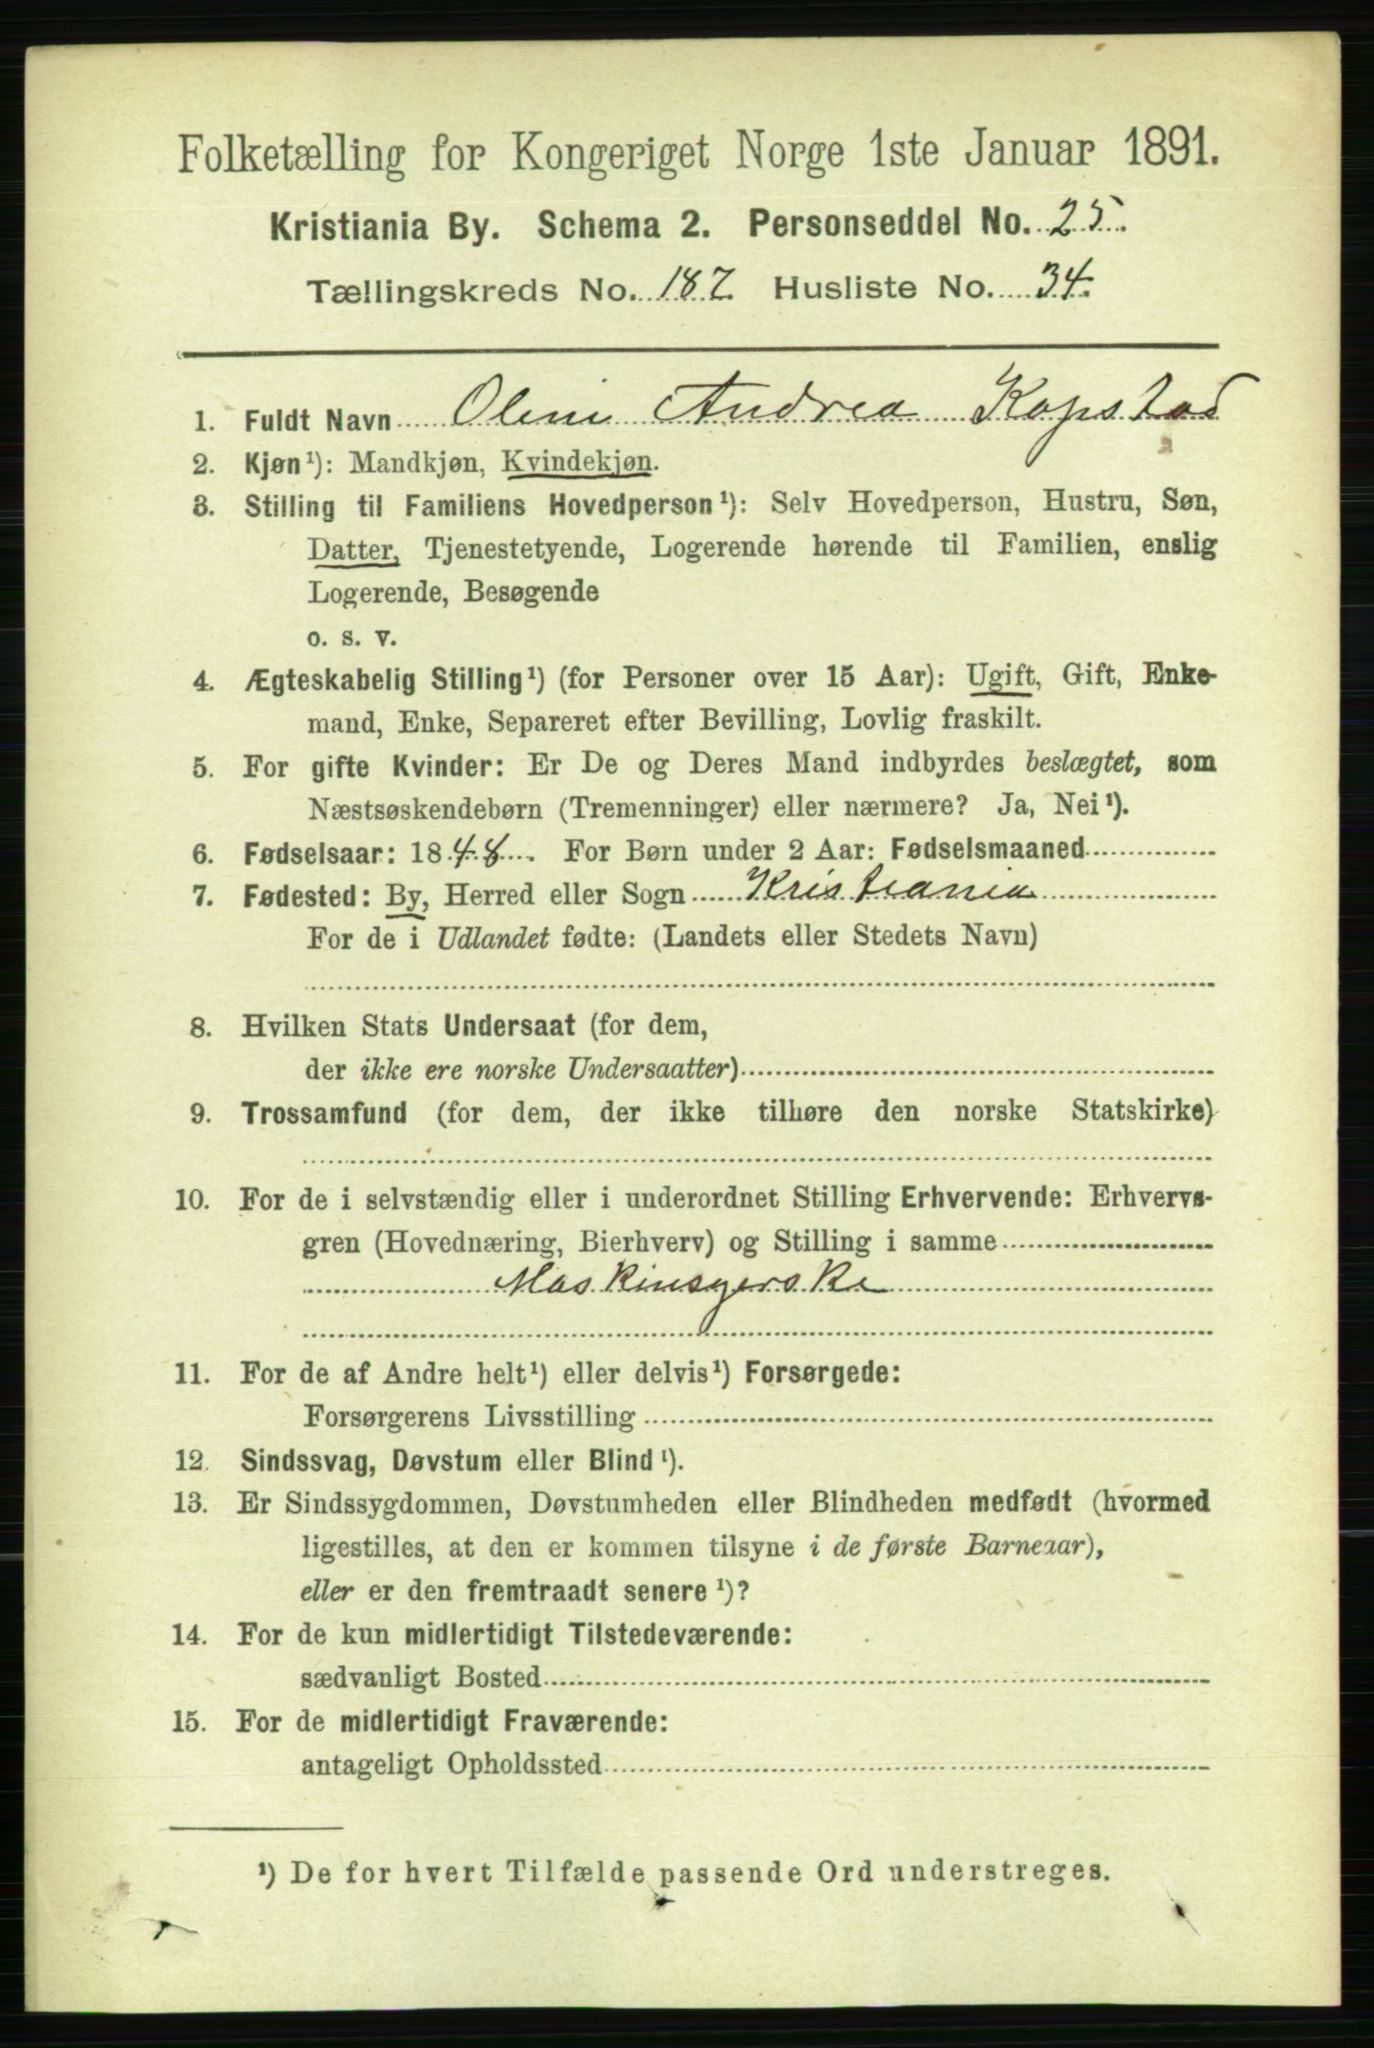 Folketælling for Kongeriget Norge 1ste Januar 1891.
Kristiania By. Schema 2. Personseddel No. 25.
Tællingskreds No. 187. Husliste No. 34.
1. Fuldt Navn Oline Andrea Kopstad
2. Kjøn¹): Mandkjøn, Kvindekjøn.
3. Stilling til Familiens Hovedperson¹): Selv Hovedperson, Hustru, Søn,
Datter, Tjenestetyende, Logerende hørende til Familien, enslig
Logerende, Besøgende
o. s. v.
4. Ægteskabelig Stilling¹) (for Personer over 15 Aar): Ugift, Gift, Enke-
mand, Enke, Separeret efter Bevilling, Lovlig fraskilt.
5. For gifte Kvinder: Er De og Deres Mand indbyrdes beslægtet, som
Næstsøskendebørn (Tremenninger) eller nærmere? Ja, Nei¹).
6. Fødselsaar: 1848. For Børn under 2 Aar: Fødselsmaaned
7. Fødested: By, Herred eller Sogn Kristiania
For de i Udlandet fødte: (Landets eller Stedets Navn)
8. Hvilken Stats Undersaat (for dem,
der ikke ere norske Undersaatter)
9. Trossamfund (for dem, der ikke tilhøre den norske Statskirke)
10. For de i selvstændig eller i underordnet Stilling Erhvervende: Erhvervs-
gren (Hovednæring, Bierhverv) og Stilling i samme
Maskinsyerske
11. For de af Andre helt¹) eller delvis¹) Forsørgede:
Forsørgerens Livsstilling
12. Sindssvag, Døvstum eller Blind¹).
13. Er Sindssygdommen, Døvstumheden eller Blindheden medfødt (hvormed
ligestilles, at den er kommen tilsyne i de første Barneaar),
eller er den fremtraadt senere¹)?
14. For de kun midlertidigt Tilstedeværende:
sædvanligt Bosted
15. For de midlertidigt Fraværende:
antageligt Opholdssted
¹) De for hvert Tilfælde passende Ord understreges.